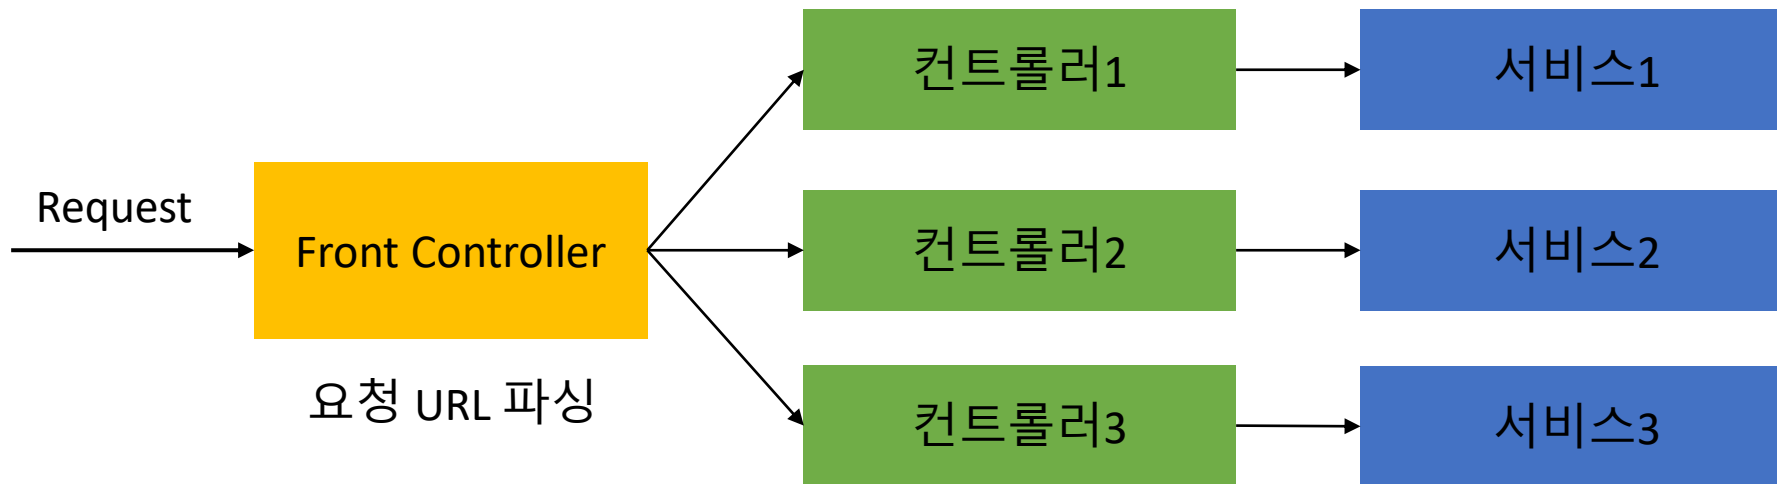 Request
Front Controller
요청 URL 파싱
컨트롤러1
서비스1
컨트롤러2
서비스2
컨트롤러3
서비스3